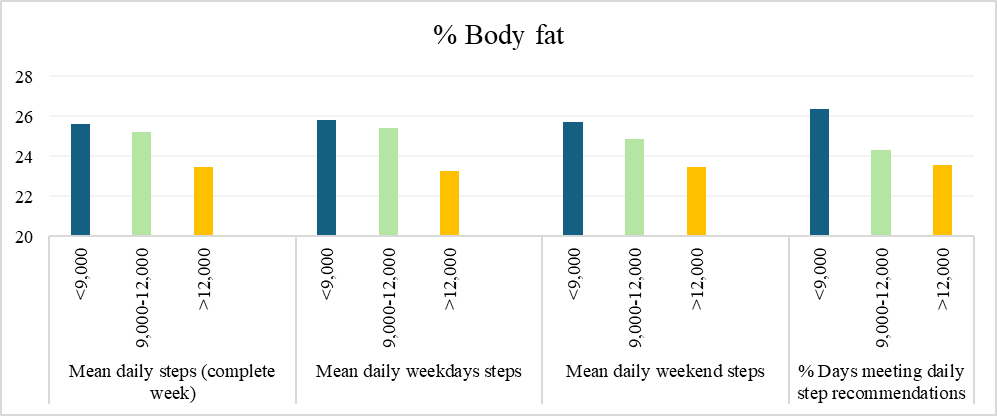 % Body fat
28
26
24
22
20
<9,000
9,000-12,000
>12,000
<9,000
9,000-12,000
>12,000
<9,000
9,000-12,000
>12,000
<9,000
9,000-12,000
>12,000
Mean daily steps (complete
week)
Mean daily weekdays steps
Mean daily weekend steps
% Days meeting daily
step recommendations